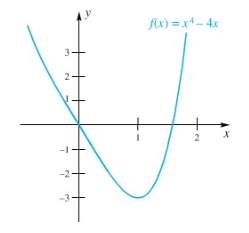 y
f(x) = x⁴ – 4x
3
2
1
1
2
x
–1
–2
–3